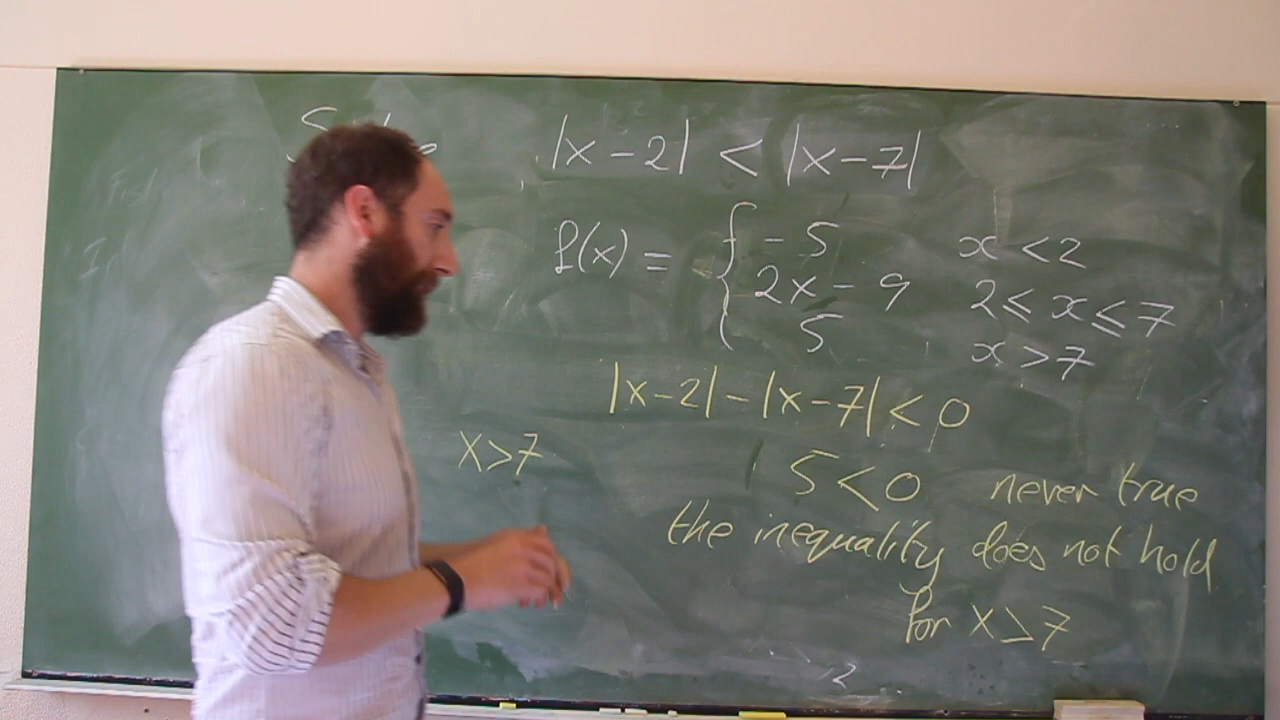 |x-2| < |x-7|
f(x) = { -5 x < 2
2x - 9 2 ≤ x ≤ 7
5 x > 7
|x-2| - |x-7| < 0
x > 7
5 < 0 never true
the inequality does not hold
for x > 7